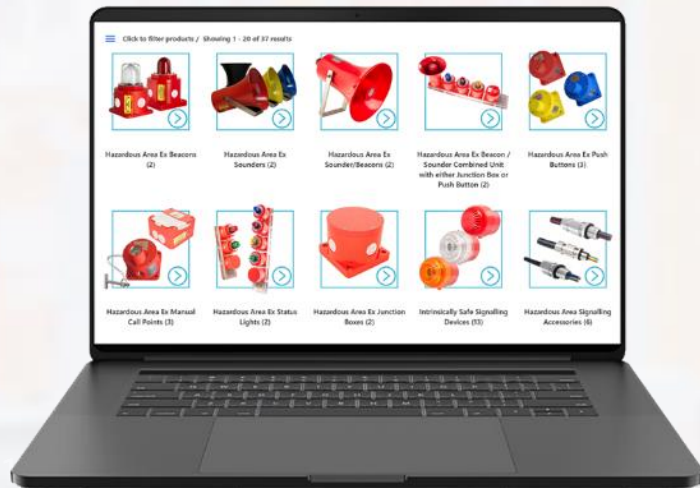 Click to filter products / Showing 1 - 20 of 37 results
Hazardous Area Ex Beacons
(2)
Hazardous Area Ex
Sounders (2)
Hazardous Area Ex
Sounder/Beacons (2)
Hazardous Area Ex Beacon /
Sounder Combined Unit
with either Junction Box or
Push Button (2)
Hazardous Area Ex Push
Buttons (3)
Hazardous Area Ex Manual
Call Points (3)
Hazardous Area Ex Status
Lights (2)
Hazardous Area Ex Junction
Boxes (2)
Intrinsically Safe Signalling
Devices (13)
Hazardous Area Signalling
Accessories (6)